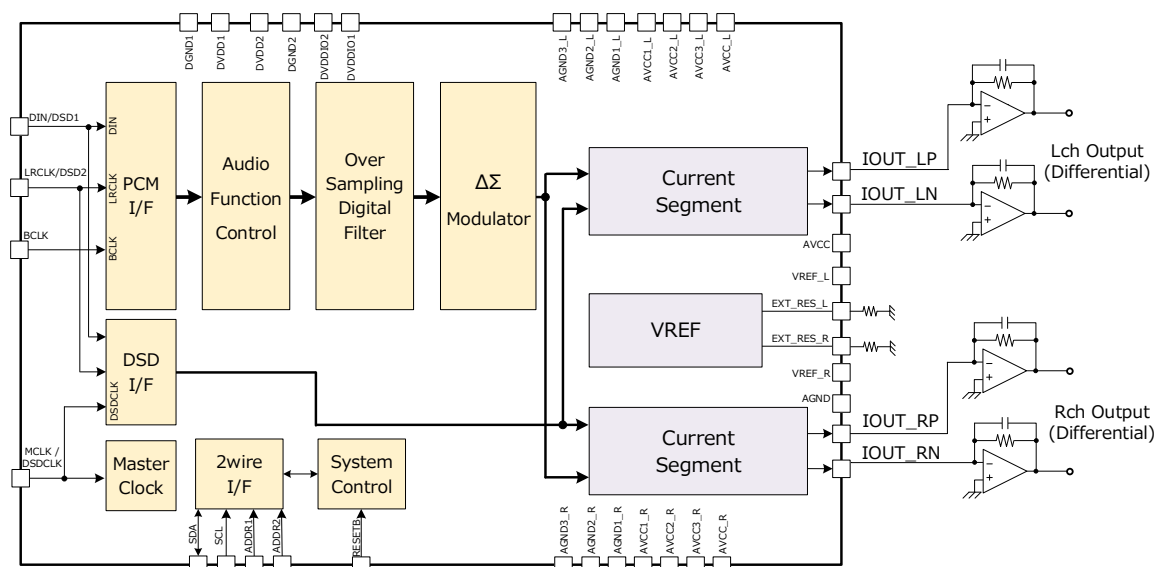 DGND1
DVDD1
DVDD2
DGND2
DVDDIO2
DVDDIO1
AGND3_L
AGND2_L
AGND1_L
AVCC1_L
AVCC2_L
AVCC3_L
AVCC_L
DIN/DSD1
LRCLK/DSD2
BCLK
DIN
LRCLK
BCLK
PCM
I/F
Audio
Function
Control
Over
Sampling
Digital
Filter
ΔΣ
Modulator
Current
Segment
IOUT_LP
IOUT_LN
−
+
−
+
Lch Output
(Differential)
AVCC
VREF_L
EXT_RES_L
VREF
EXT_RES_R
VREF_R
AGND
DSD
I/F
DSDCLK
MCLK /
DSDCLK
Master
Clock
2wire
I/F
System
Control
Current
Segment
IOUT_RP
IOUT_RN
−
+
−
+
Rch Output
(Differential)
SDA
SCL
ADDR1
ADDR2
RESETB
AGND3_R
AGND2_R
AGND1_R
AVCC1_R
AVCC2_R
AVCC3_R
AVCC_R